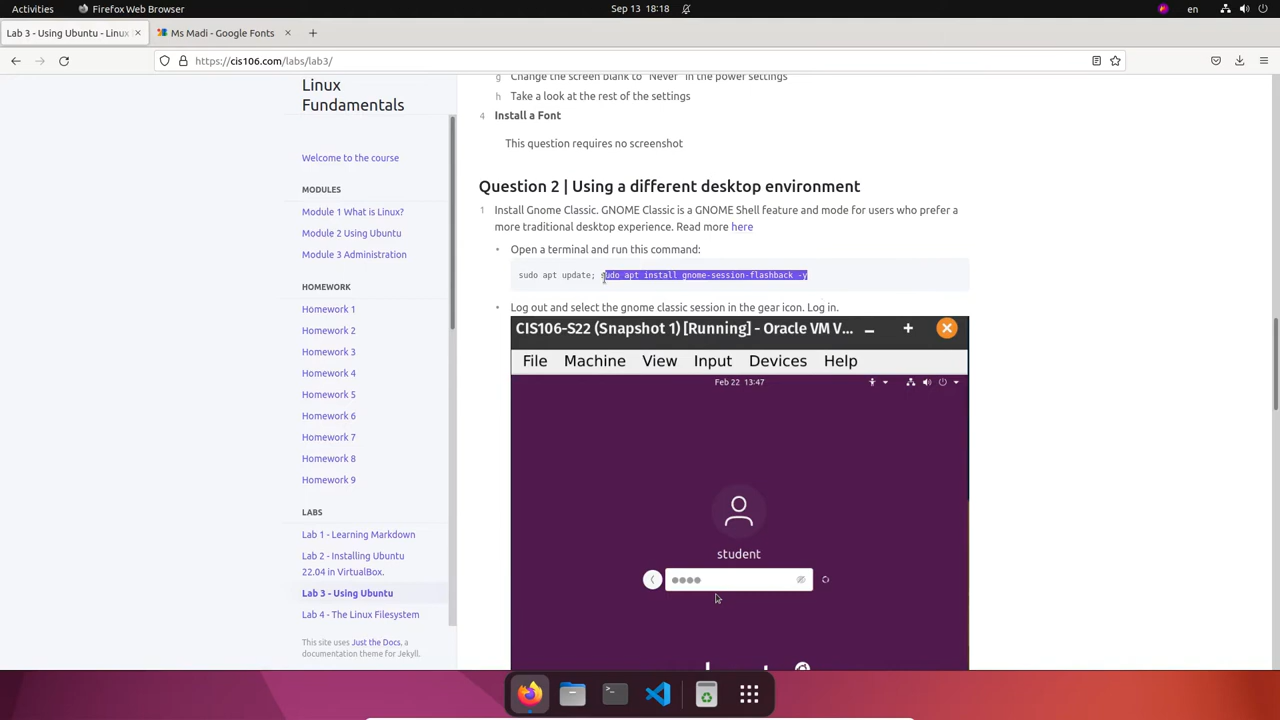 Activities
Firefox Web Browser
Sep 13 18:18
en
Lab 3 - Using Ubuntu - Linux
Ms Madi - Google Fonts
https://cis106.com/labs/lab3/
Linux
Fundamentals
Welcome to the course
MODULES
Module 1 What is Linux?
Module 2 Using Ubuntu
Module 3 Administration
HOMEWORK
Homework 1
Homework 2
Homework 3
Homework 4
Homework 5
Homework 6
Homework 7
Homework 8
Homework 9
LABS
Lab 1 - Learning Markdown
Lab 2 - Installing Ubuntu
22.04 in VirtualBox.
Lab 3 - Using Ubuntu
Lab 4 - The Linux Filesystem
This site uses Just the Docs, a
documentation theme for Jekyll.
g Change the screen blank to "Never" in the power settings
h Take a look at the rest of the settings
4 Install a Font
This question requires no screenshot
Question 2 | Using a different desktop environment
1 Install Gnome Classic. GNOME Classic is a GNOME Shell feature and mode for users who prefer a
more traditional desktop experience. Read more here
• Open a terminal and run this command:
sudo apt update; sudo apt install gnome-session-flashback -y
• Log out and select the gnome classic session in the gear icon. Log in.
CIS106-S22 (Snapshot 1) [Running] - Oracle VM V...
File Machine View Input Devices Help
Feb 22 13:47
student